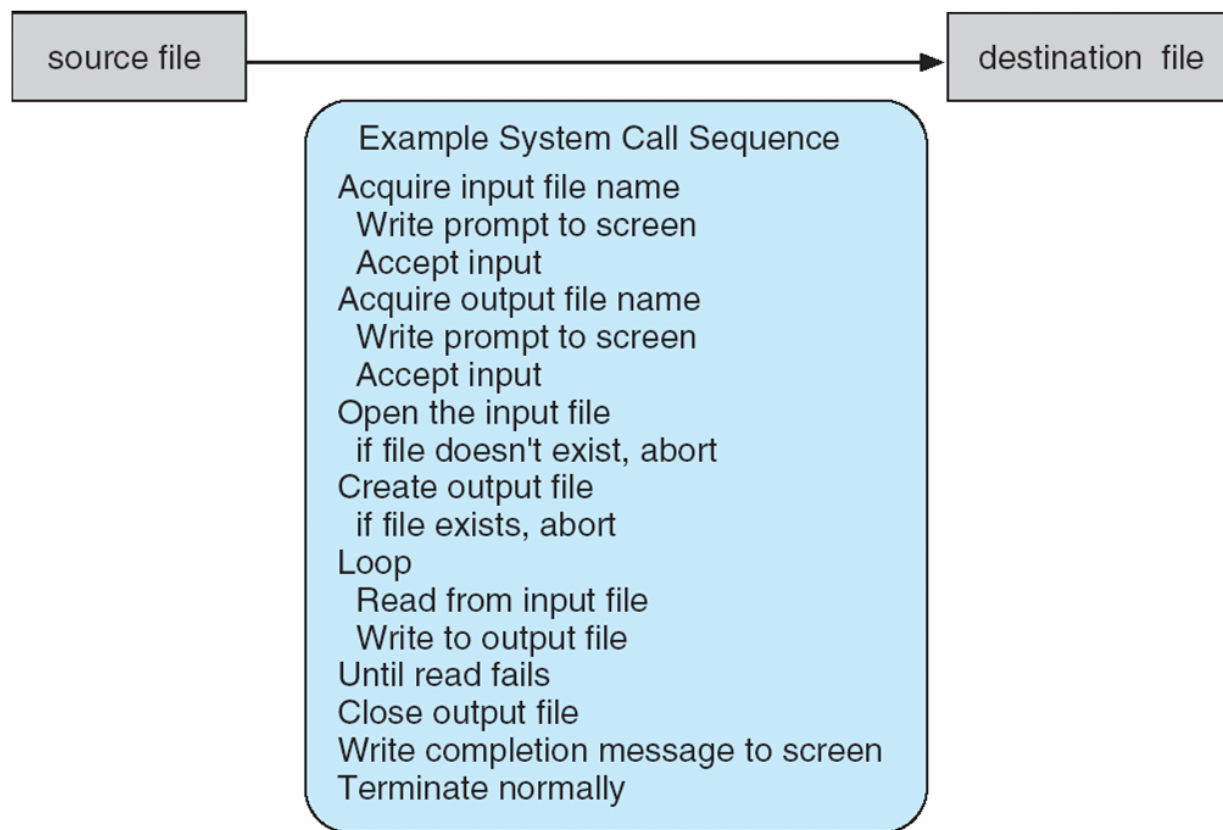 source file
destination file
Example System Call Sequence
Acquire input file name
Write prompt to screen
Accept input
Acquire output file name
Write prompt to screen
Accept input
Open the input file
if file doesn't exist, abort
Create output file
if file exists, abort
Loop
Read from input file
Write to output file
Until read fails
Close output file
Write completion message to screen
Terminate normally